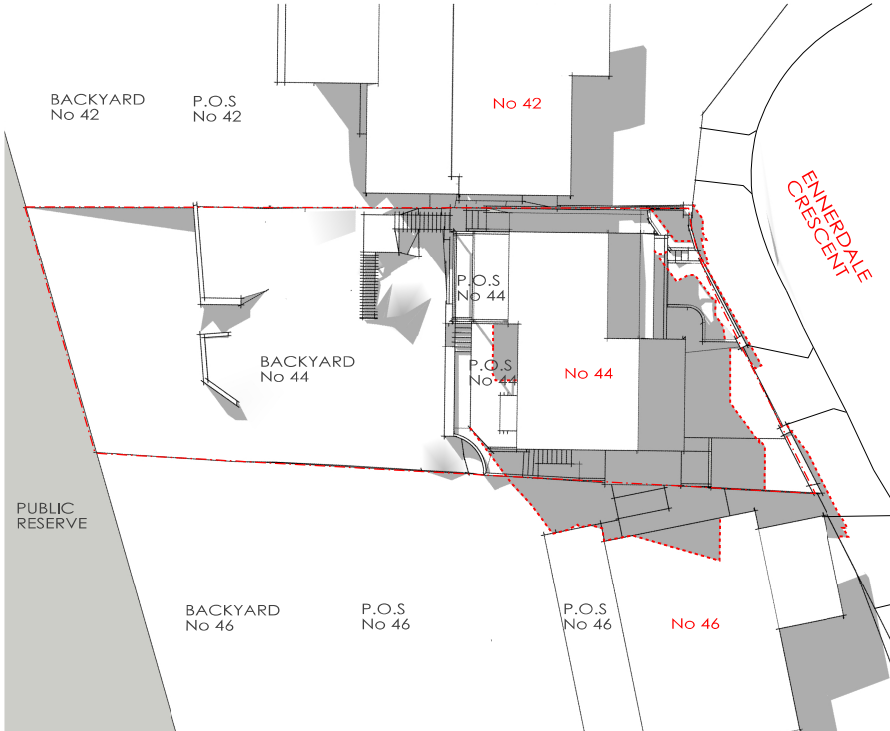 BACKYARD
No 42
P.O.S
No 42
No 42
ENNERDALE
CRESCENT
P.O.S
No 44
BACKYARD
No 44
P.O.S
No 44
No 44
PUBLIC
RESERVE
BACKYARD
No 46
P.O.S
No 46
P.O.S
No 46
No 46